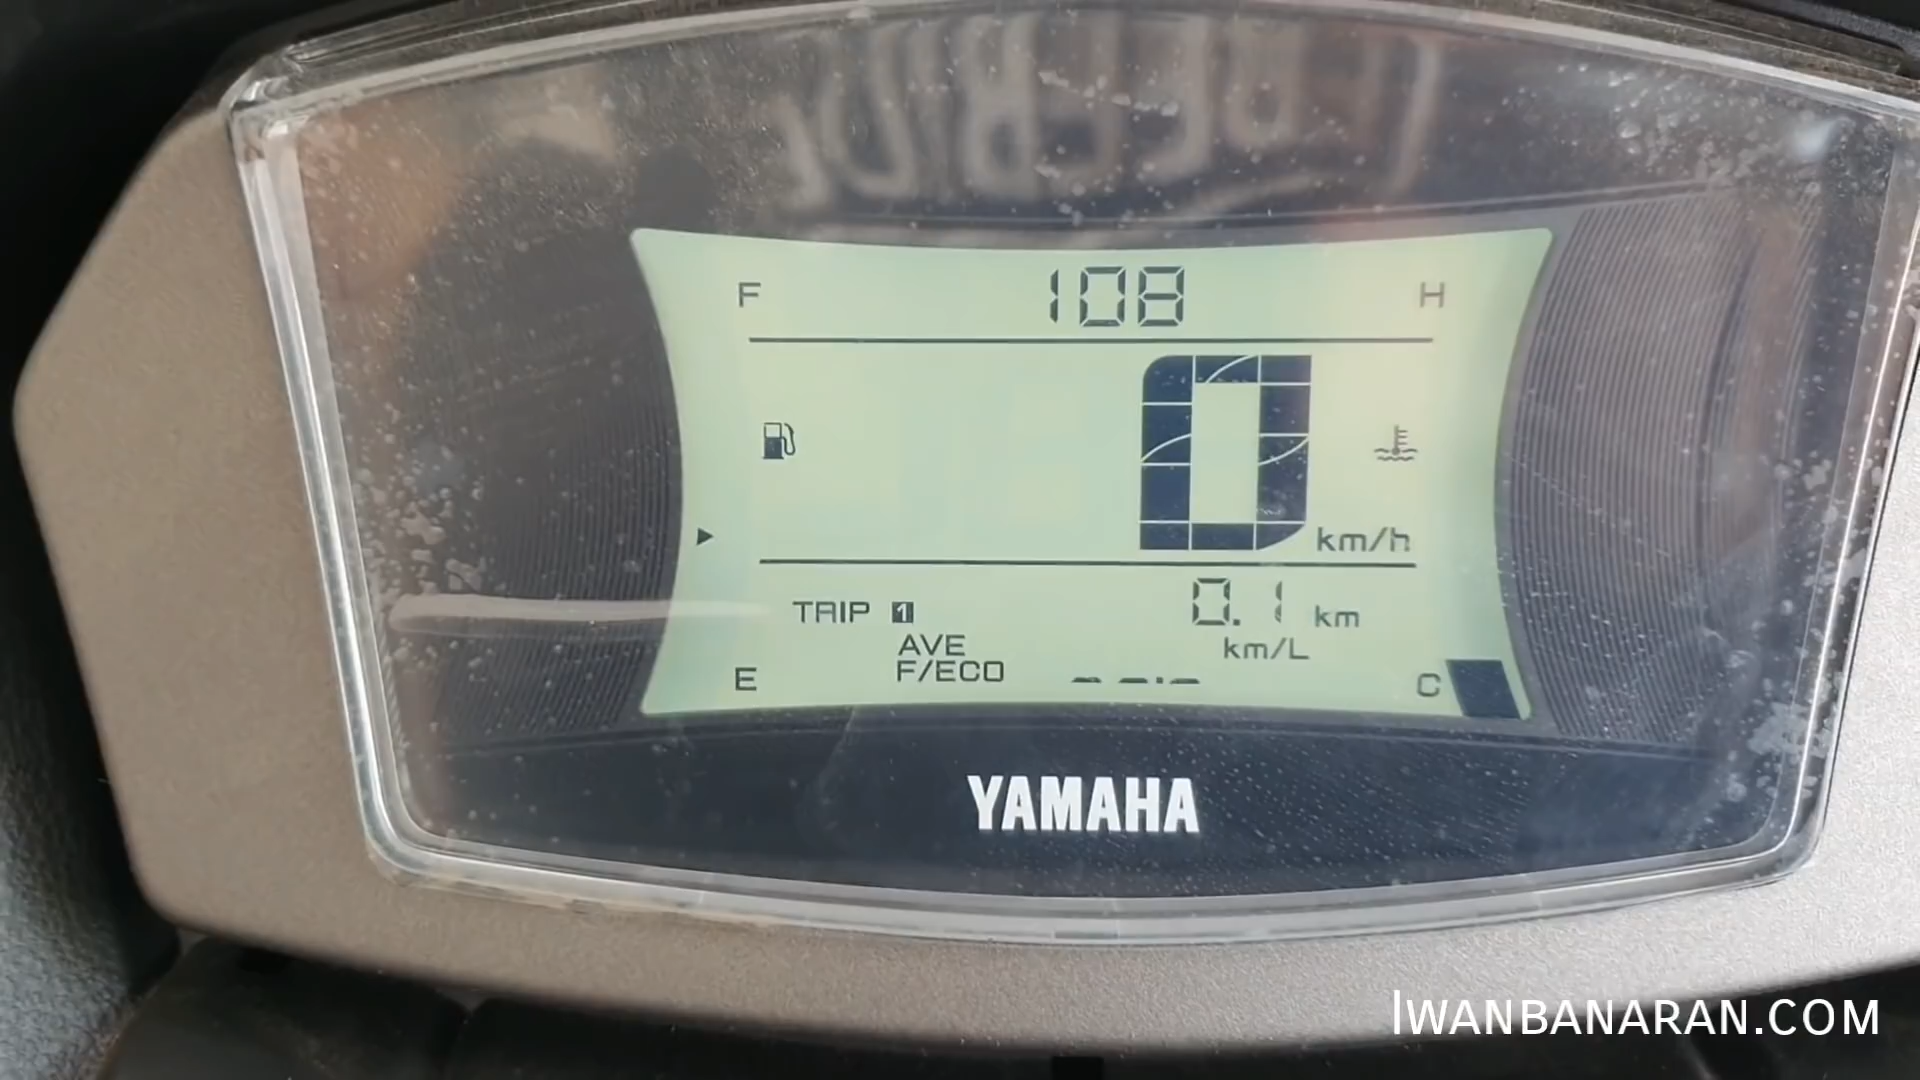 F 108 H
0 km/h
TRIP 1 0.1 km
AVE km/L
F/ECO
E C
YAMAHA
IWANBANARAN.COM